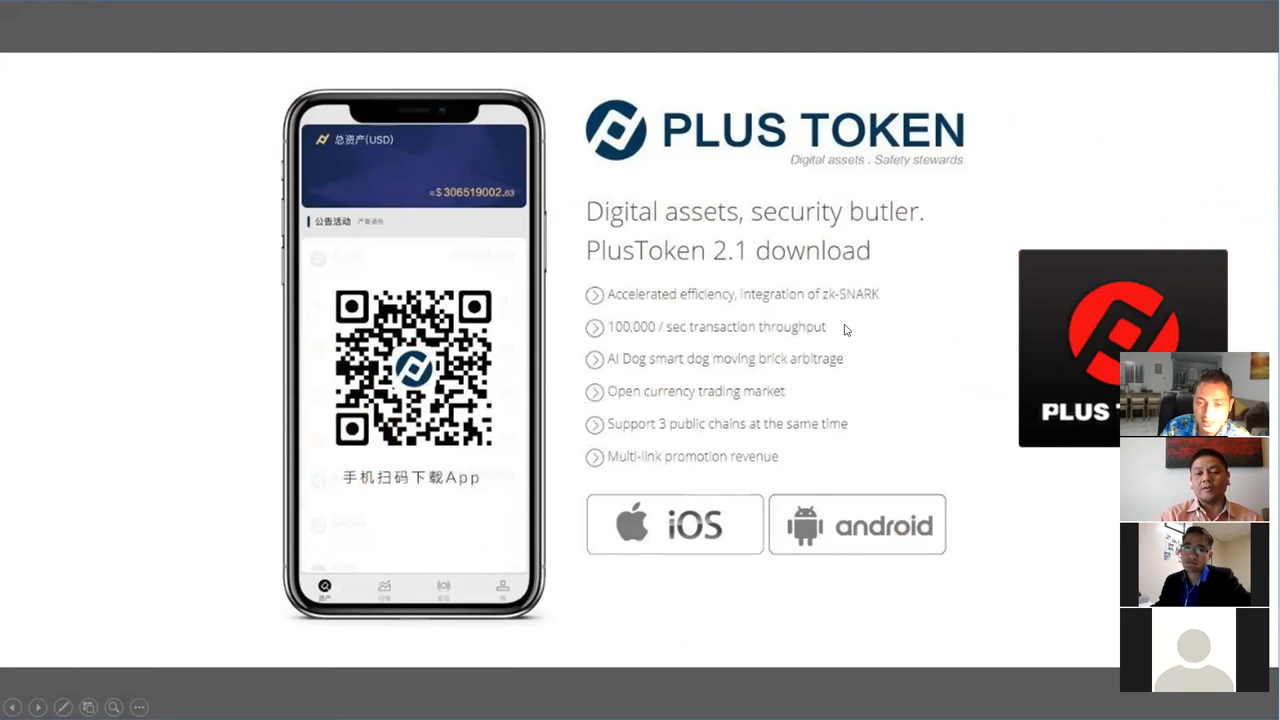 总资产(USD)
≈$306519002.63
公告活动
手机扫码下载App
PLUS TOKEN
Digital assets . Safety stewards
Digital assets, security butler.
PlusToken 2.1 download
Accelerated efficiency, integration of zk-SNARK
100,000 / sec transaction throughput
AI Dog smart dog moving brick arbitrage
Open currency trading market
Support 3 public chains at the same time
Multi-link promotion revenue
iOS
android
PLUS